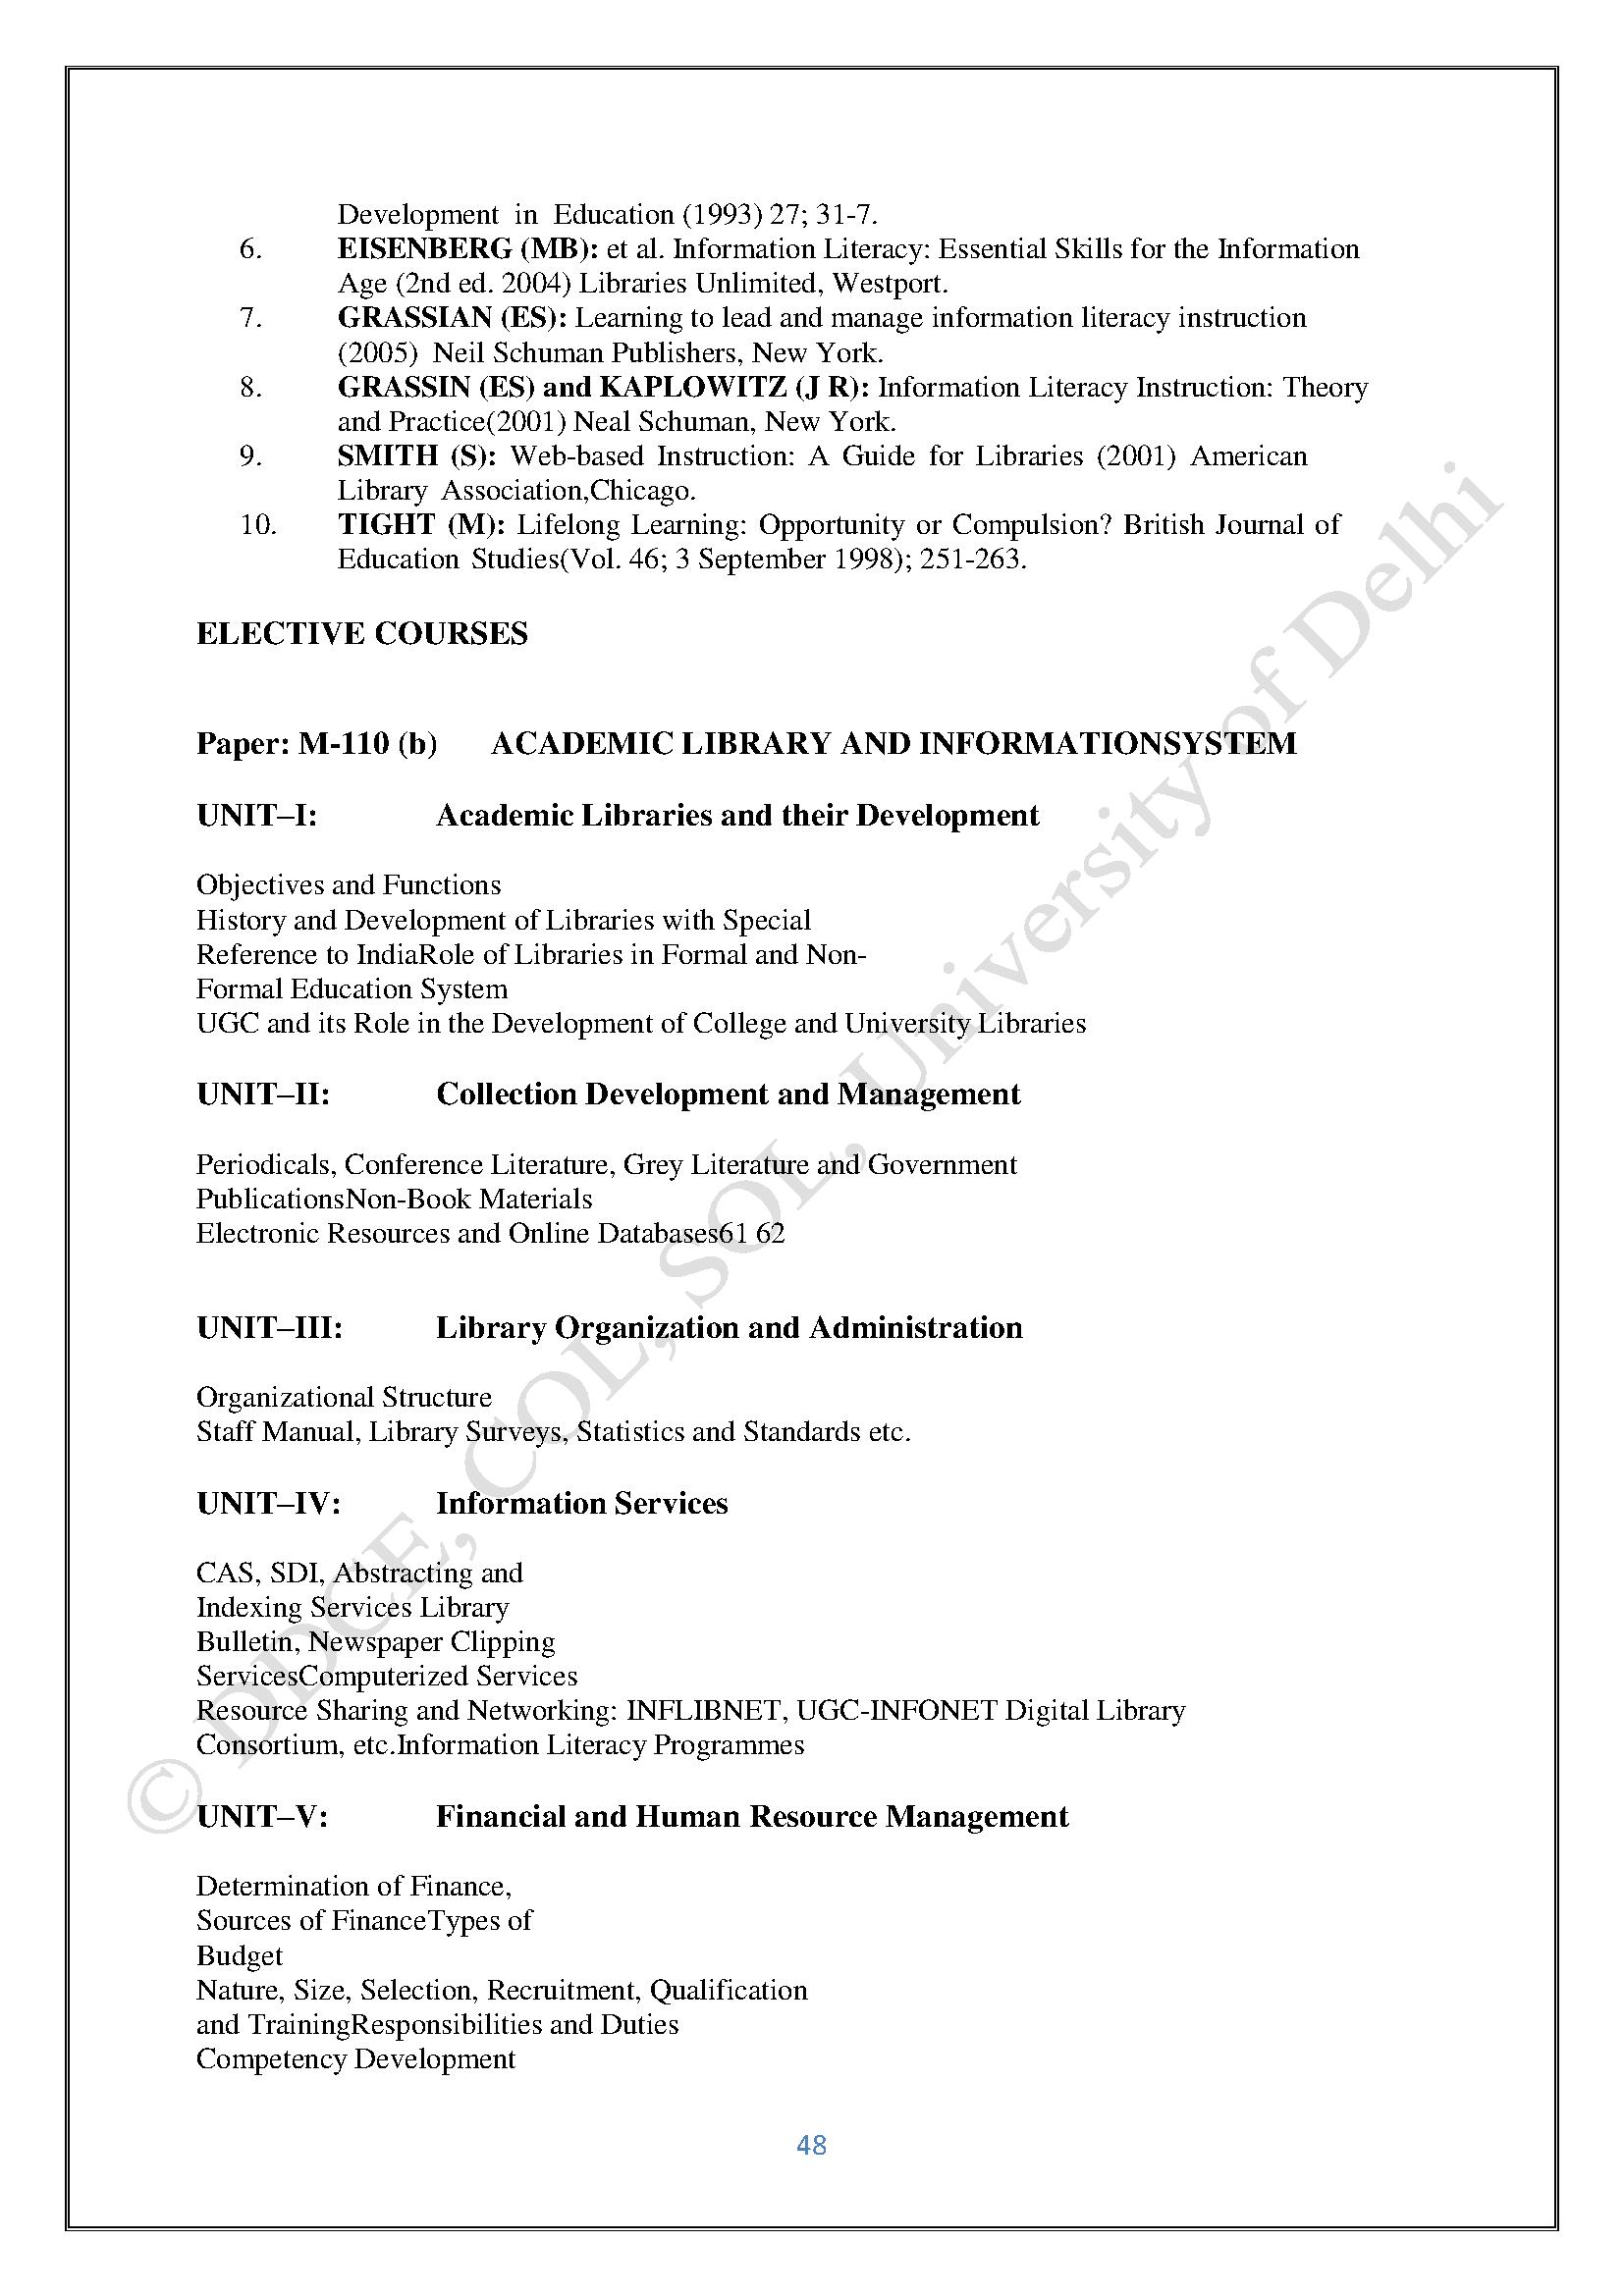 Development in Education (1993) 27; 31-7.
6. EISENBERG (MB): et al. Information Literacy: Essential Skills for the Information
Age (2nd ed. 2004) Libraries Unlimited, Westport.
7. GRASSIAN (ES): Learning to lead and manage information literacy instruction
(2005) Neil Schuman Publishers, New York.
8. GRASSIN (ES) and KAPLOWITZ (J R): Information Literacy Instruction: Theory
and Practice(2001) Neal Schuman, New York.
9. SMITH (S): Web-based Instruction: A Guide for Libraries (2001) American
Library Association,Chicago.
10. TIGHT (M): Lifelong Learning: Opportunity or Compulsion? British Journal of
Education Studies(Vol. 46; 3 September 1998); 251-263.
ELECTIVE COURSES
Paper: M-110 (b) ACADEMIC LIBRARY AND INFORMATIONSYSTEM
UNIT–I: Academic Libraries and their Development
Objectives and Functions
History and Development of Libraries with Special
Reference to IndiaRole of Libraries in Formal and Non-
Formal Education System
UGC and its Role in the Development of College and University Libraries
UNIT–II: Collection Development and Management
Periodicals, Conference Literature, Grey Literature and Government
PublicationsNon-Book Materials
Electronic Resources and Online Databases61 62
UNIT–III: Library Organization and Administration
Organizational Structure
Staff Manual, Library Surveys, Statistics and Standards etc.
UNIT–IV: Information Services
CAS, SDI, Abstracting and
Indexing Services Library
Bulletin, Newspaper Clipping
ServicesComputerized Services
Resource Sharing and Networking: INFLIBNET, UGC-INFONET Digital Library
Consortium, etc.Information Literacy Programmes
UNIT–V: Financial and Human Resource Management
Determination of Finance,
Sources of FinanceTypes of
Budget
Nature, Size, Selection, Recruitment, Qualification
and TrainingResponsibilities and Duties
Competency Development
48
© DDCE, COL, SOL, University of Delhi